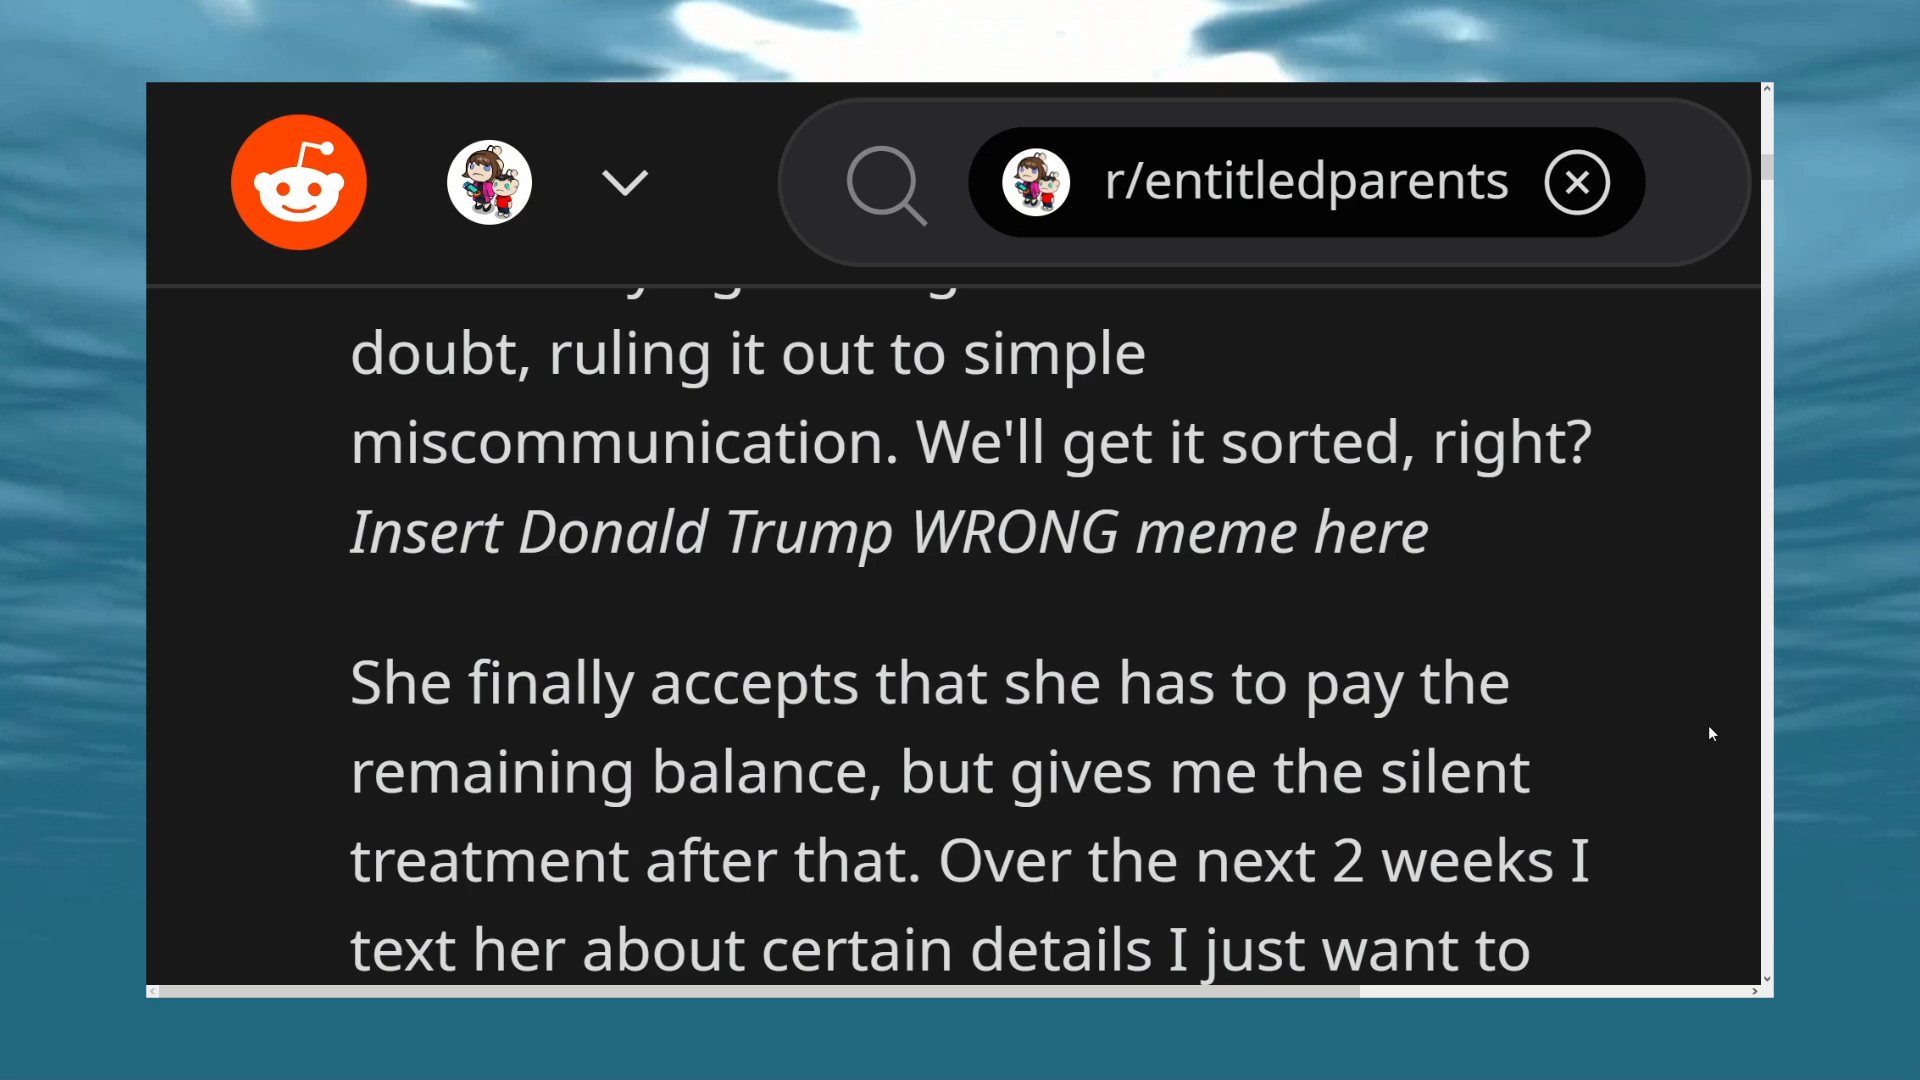 r/entitledparents
doubt, ruling it out to simple
miscommunication. We'll get it sorted, right?
Insert Donald Trump WRONG meme here
She finally accepts that she has to pay the
remaining balance, but gives me the silent
treatment after that. Over the next 2 weeks I
text her about certain details I just want to